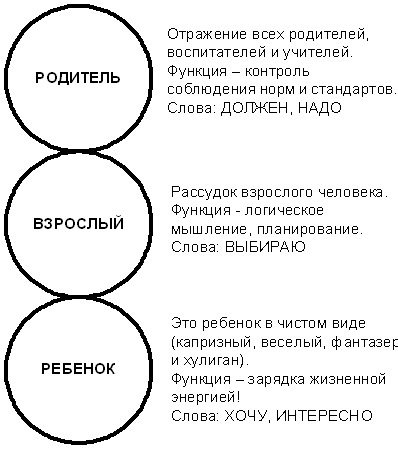 РОДИТЕЛЬ
Отражение всех родителей,
воспитателей и учителей.
Функция – контроль
соблюдения норм и стандартов.
Слова: ДОЛЖЕН, НАДО
ВЗРОСЛЫЙ
Рассудок взрослого человека.
Функция - логическое
мышление, планирование.
Слова: ВЫБИРАЮ
РЕБЕНОК
Это ребенок в чистом виде
(капризный, веселый, фантазер
и хулиган).
Функция – зарядка жизненной
энергией!
Слова: ХОЧУ, ИНТЕРЕСНО